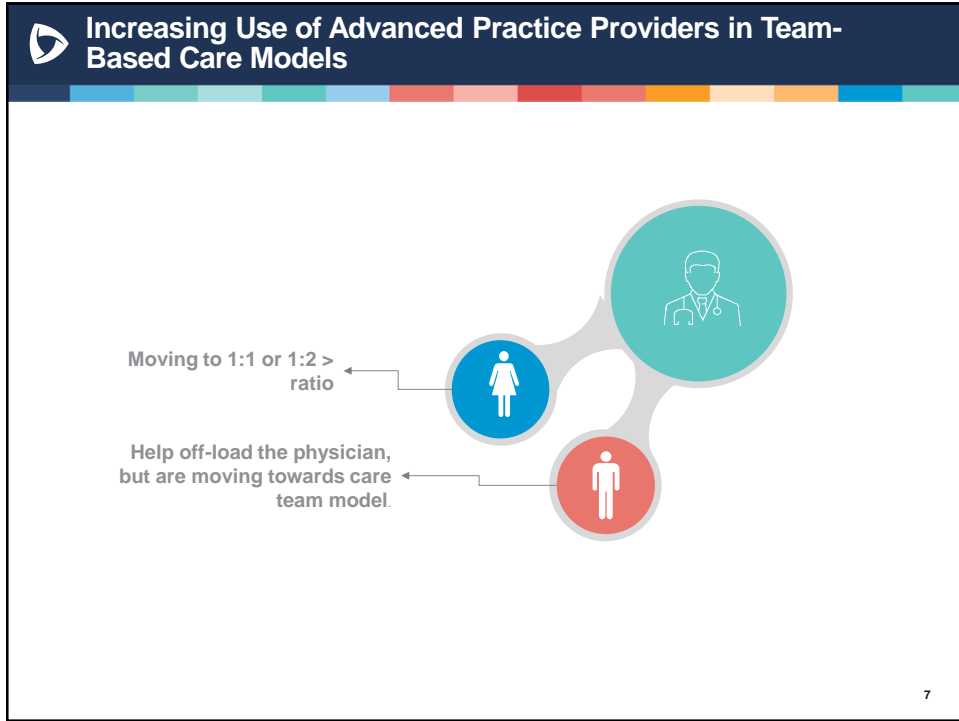 Increasing Use of Advanced Practice Providers in Team-
Based Care Models
Moving to 1:1 or 1:2 >
ratio
Help off-load the physician,
but are moving towards care
team model.
7